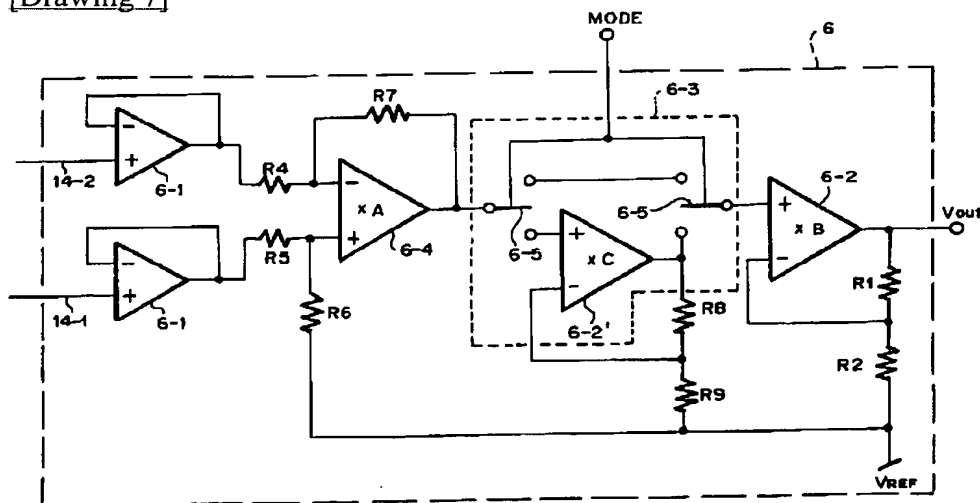 [Drawing 7]
MODE
6
6-3
R7
14-2
6-1
R4
-
+
x A
6-4
6-5
x C
6-2'
6-5
6-2
x B
Vout
14-1
6-1
R5
R6
R8
R9
R1
R2
VREF